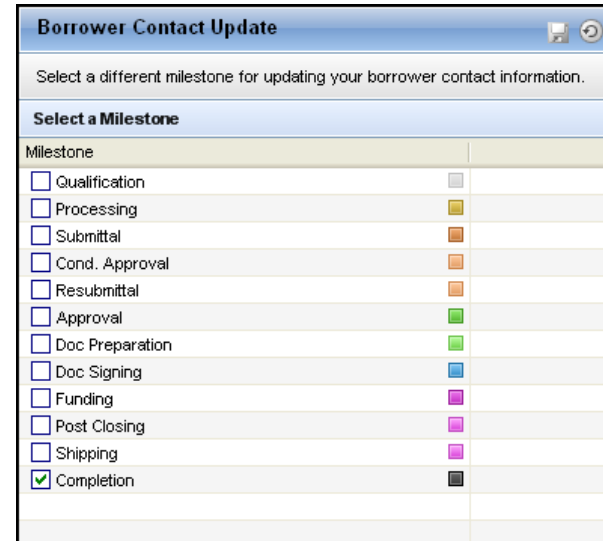 Borrower Contact Update
Select a different milestone for updating your borrower contact information.
Select a Milestone
Milestone
Qualification
Processing
Submittal
Cond. Approval
Resubmittal
Approval
Doc Preparation
Doc Signing
Funding
Post Closing
Shipping
Completion